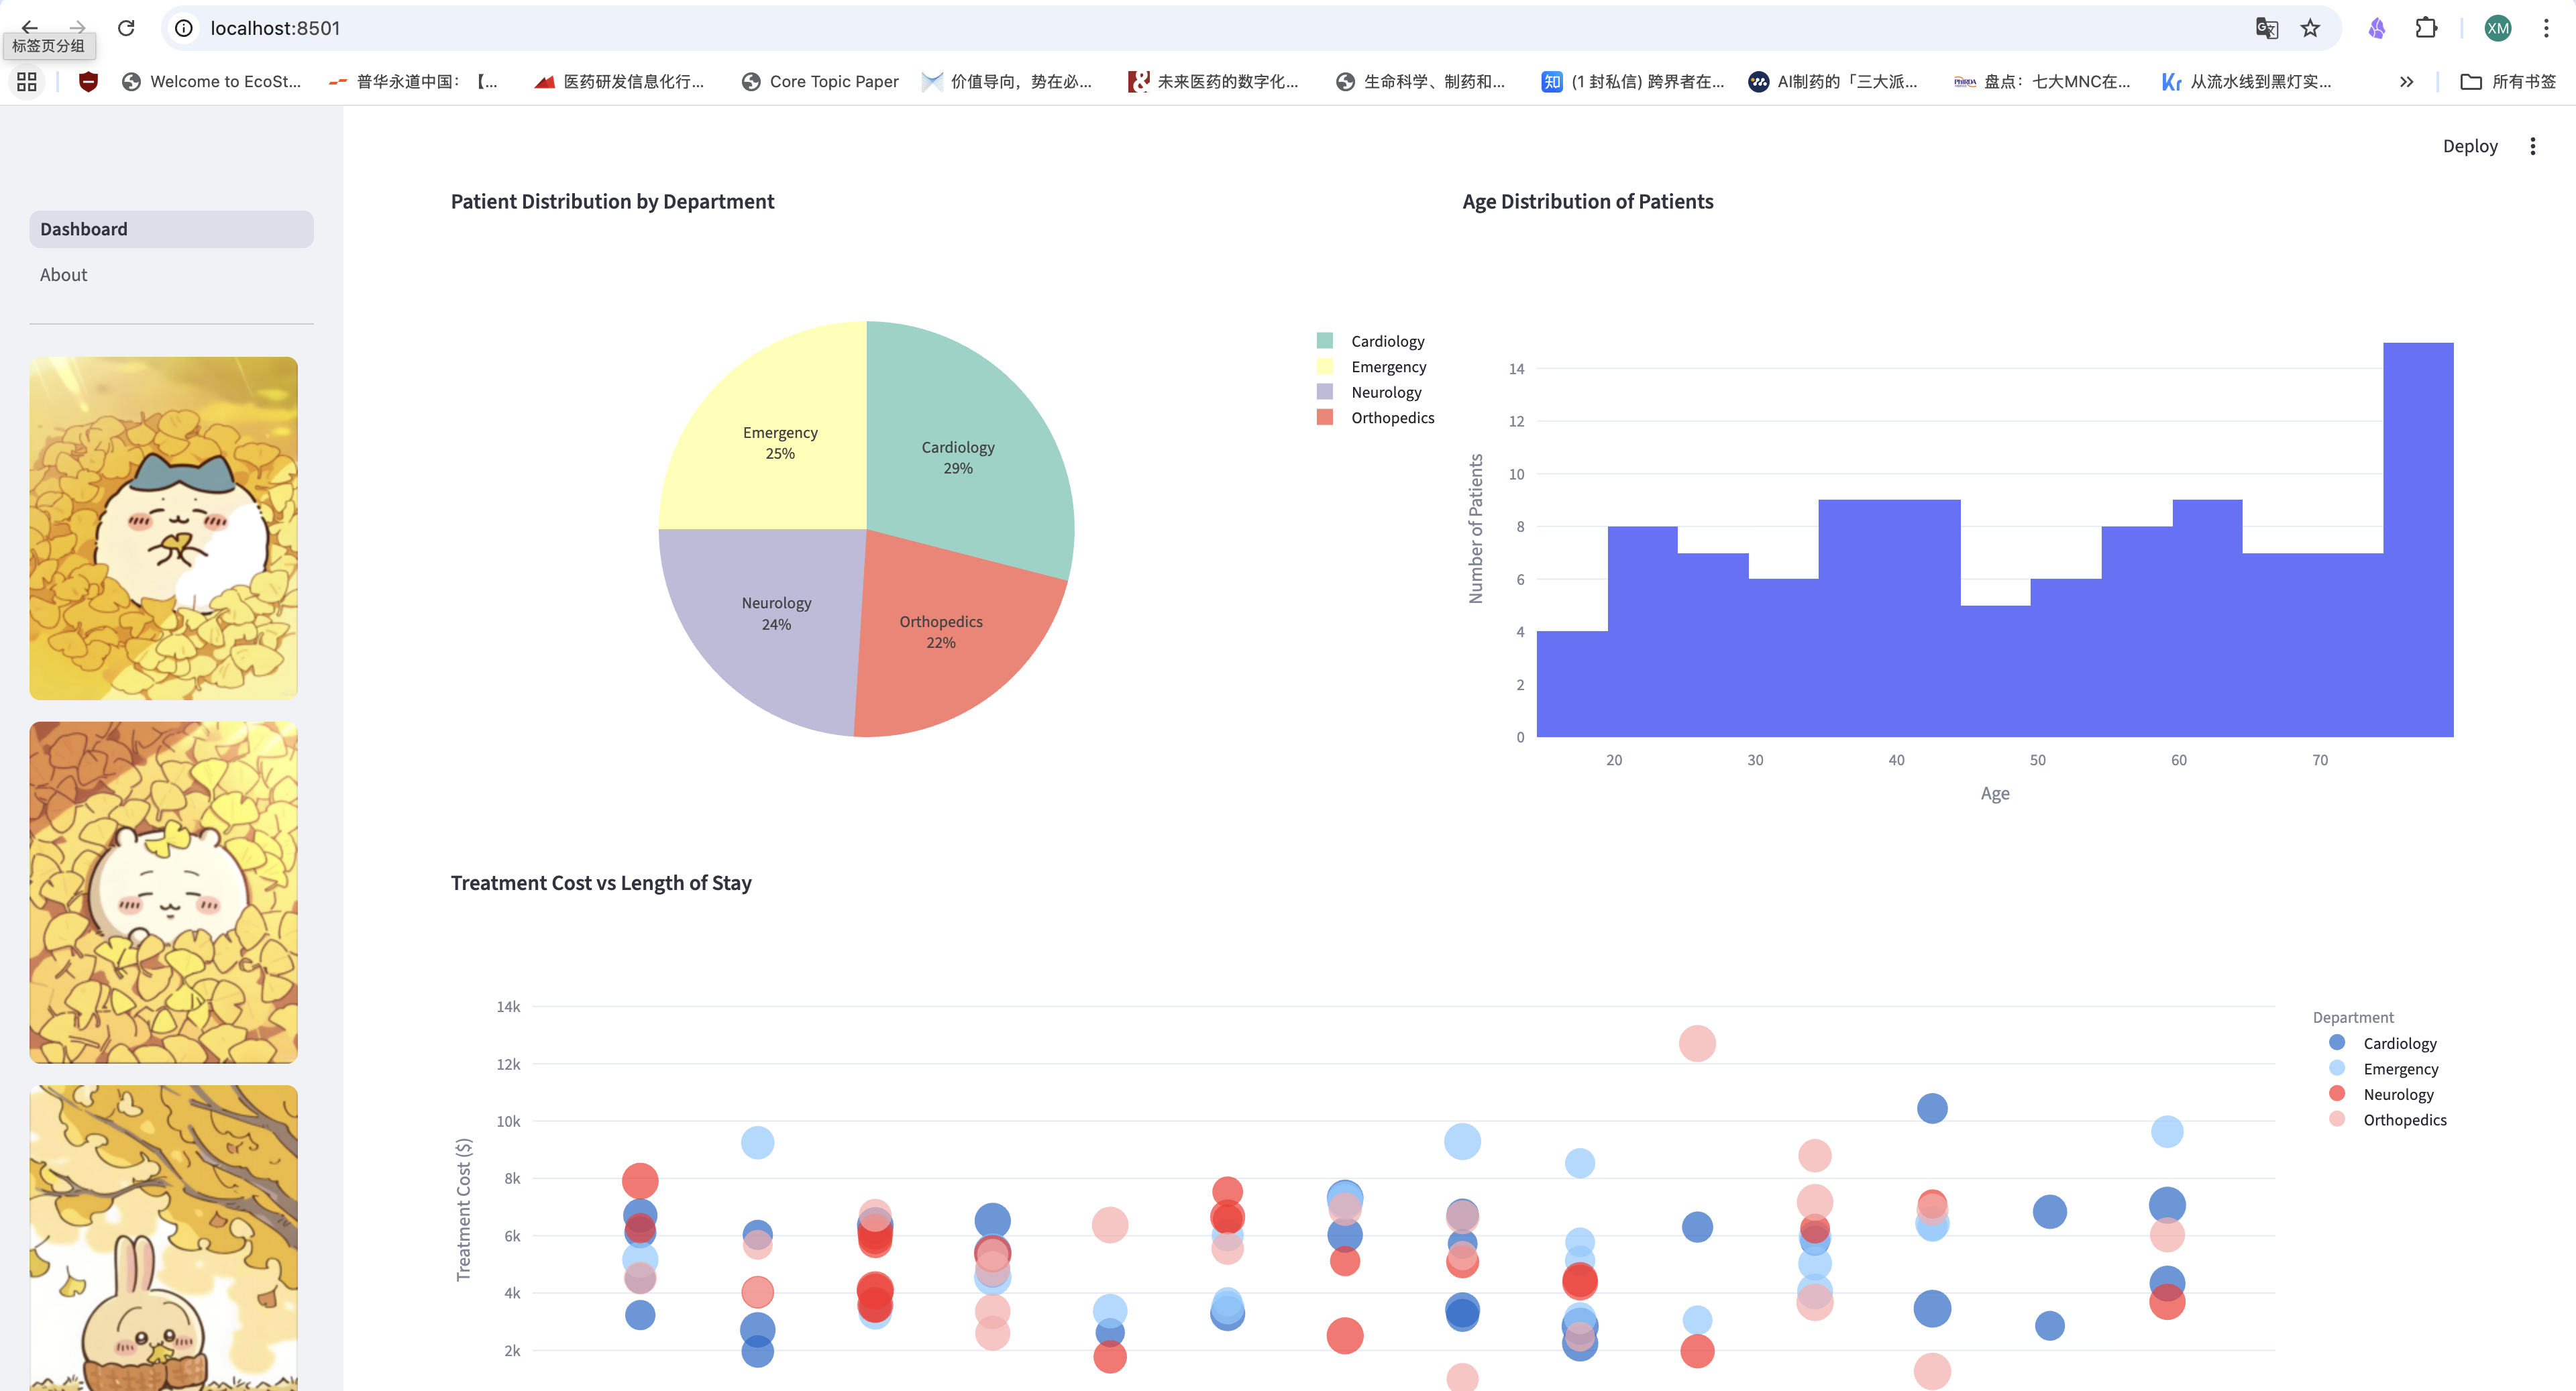 localhost:8501
标签页分组
Welcome to EcoSt...
普华永道中国：【...
医药研发信息化行...
Core Topic Paper
价值导向，势在必...
未来医药的数字化...
生命科学、制药和...
知
(1 封私信) 跨界者在...
AI制药的「三大派...
PhIRDA
盘点：七大MNC在...
Kr
从流水线到黑灯实...
所有书签
XM
Deploy
Dashboard
About
Patient Distribution by Department
Emergency
25%
Cardiology
29%
Neurology
24%
Orthopedics
22%
Cardiology
Emergency
Neurology
Orthopedics
Age Distribution of Patients
Number of Patients
14
12
10
8
6
4
2
0
20 30 40 50 60 70
Age
Treatment Cost vs Length of Stay
Treatment Cost ($)
14k
12k
10k
8k
6k
4k
2k
Department
Cardiology
Emergency
Neurology
Orthopedics